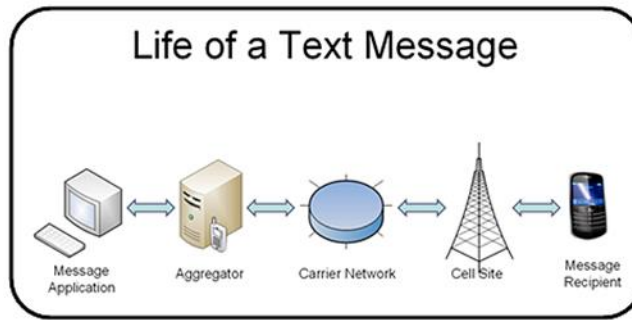 Life of a Text Message
Message
Application
Aggregator
Carrier Network
Cell Site
Message
Recipient